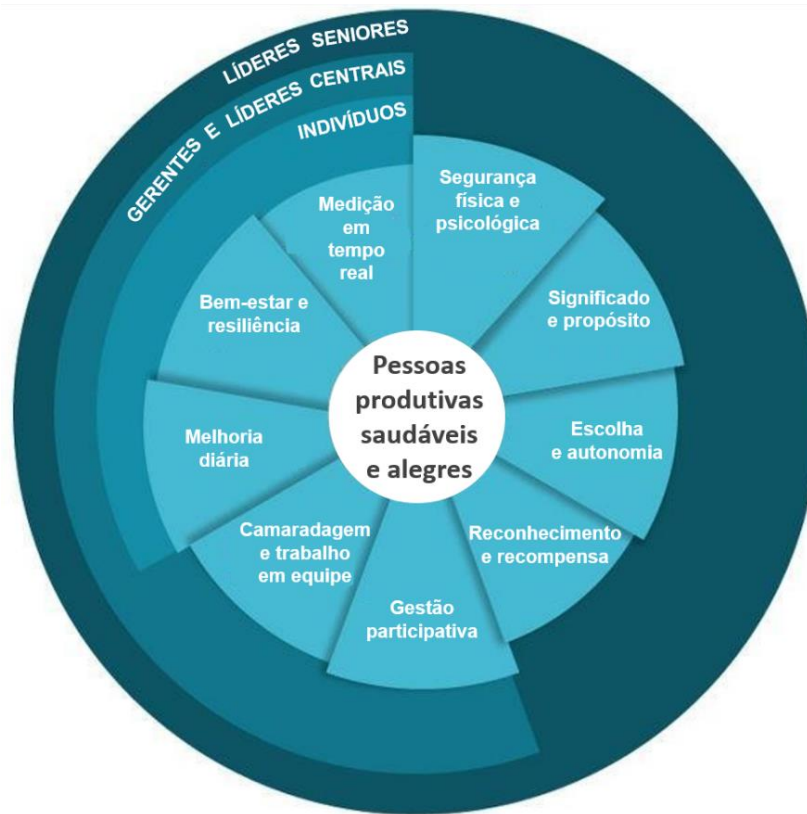 LÍDERES SENIORES
GERENTES E LÍDERES CENTRAIS
INDIVÍDUOS
Segurança
física e
psicológica
Significado
e propósito
Escolha
e autonomia
Reconhecimento
e recompensa
Gestão
participativa
Camaradagem
e trabalho
em equipe
Melhoria
diária
Bem-estar e
resiliência
Medição
em
tempo
real
Pessoas
produtivas
saudáveis
e alegres